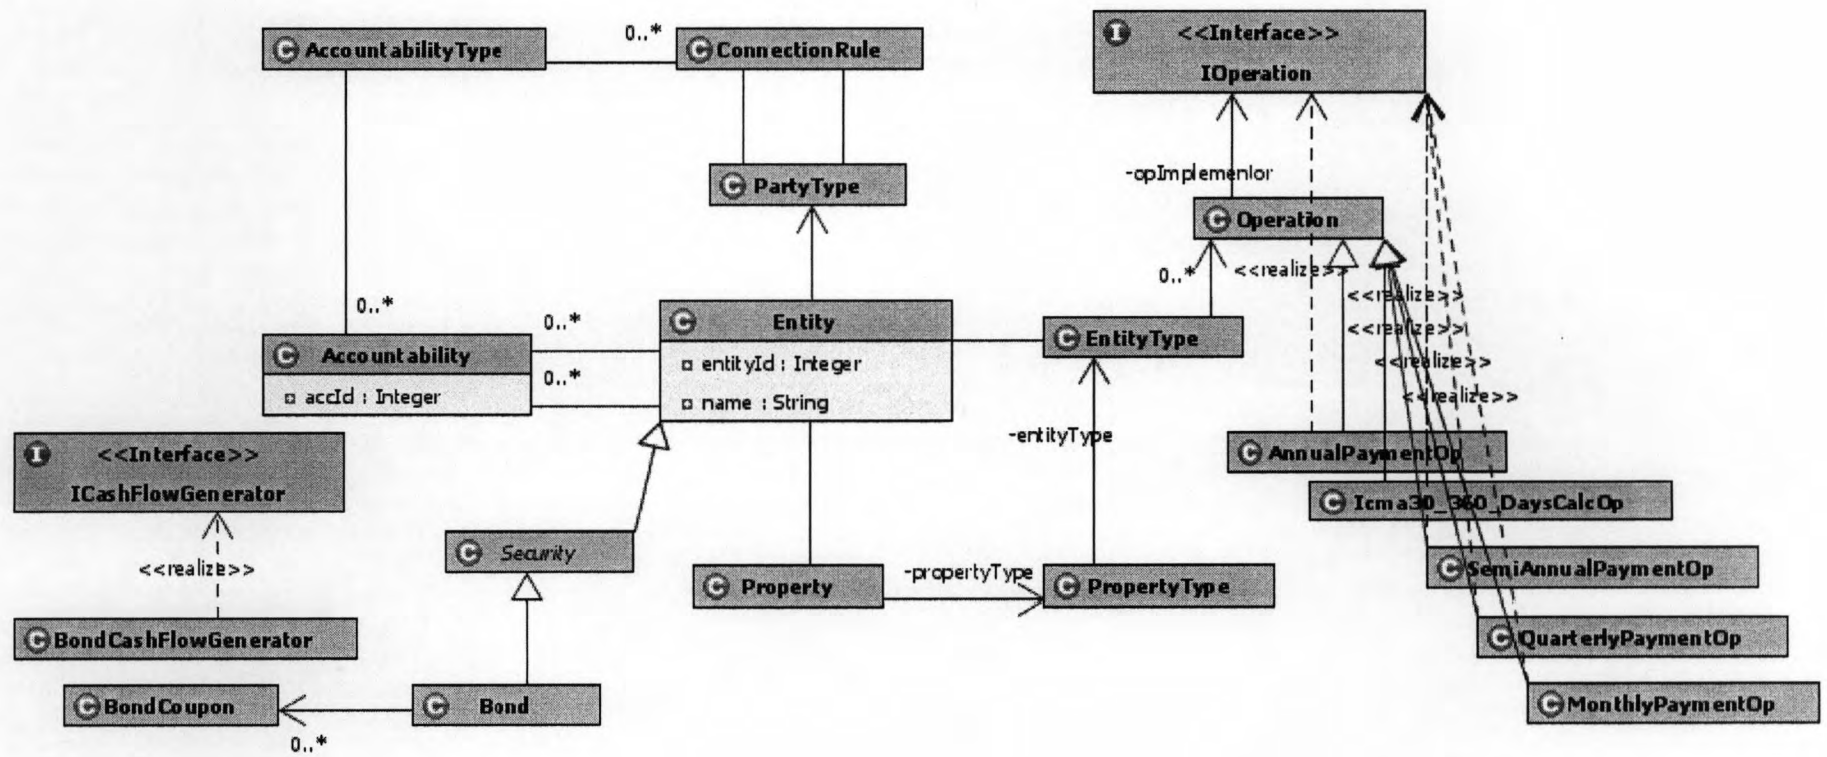 AccountabilityType
0..*
ConnectionRule
<<Interface>>
IOperation
PartyType
-opImplementor
Operation
0..*
<<realize>>
<<realize>>
<<realize>>
<<realize>>
<<realize>>
0..*
Accountability
accId : Integer
0..*
0..*
Entity
entityId : Integer
name : String
EntityType
-entityType
<<Interface>>
ICashFlowGenerator
<<realize>>
BondCashFlowGenerator
Security
Property
-propertyType
PropertyType
AnnualPaymentOp
Icma30_360_DaysCalcOp
SemiAnnualPaymentOp
QuarterlyPaymentOp
MonthlyPaymentOp
BondCoupon
0..*
Bond